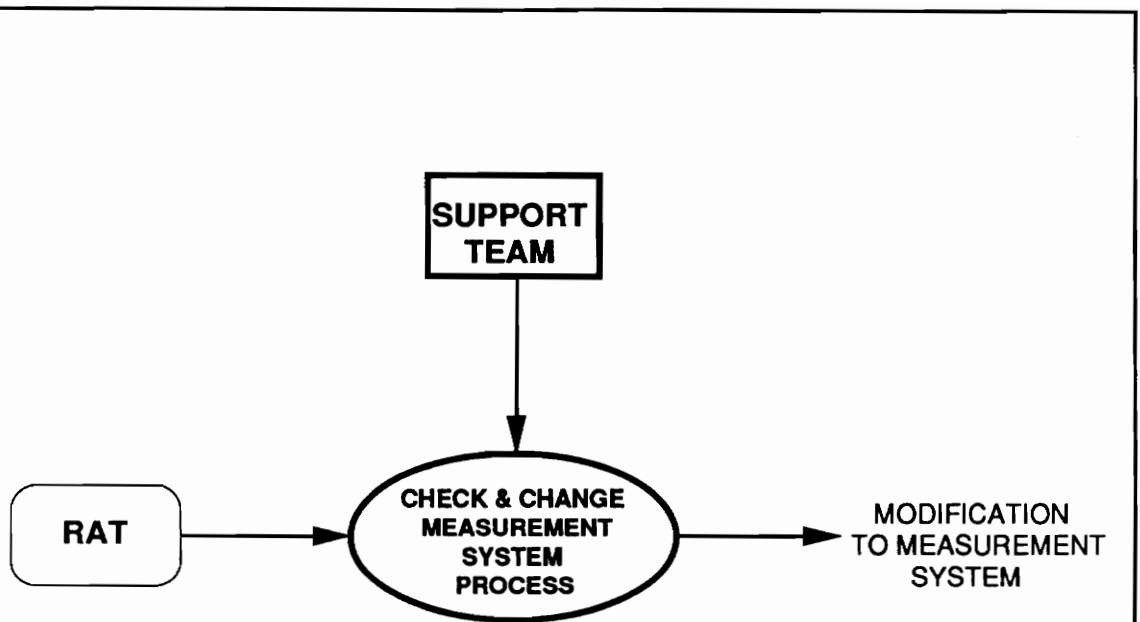 SUPPORT
TEAM
RAT
CHECK & CHANGE
MEASUREMENT
SYSTEM
PROCESS
MODIFICATION
TO MEASUREMENT
SYSTEM